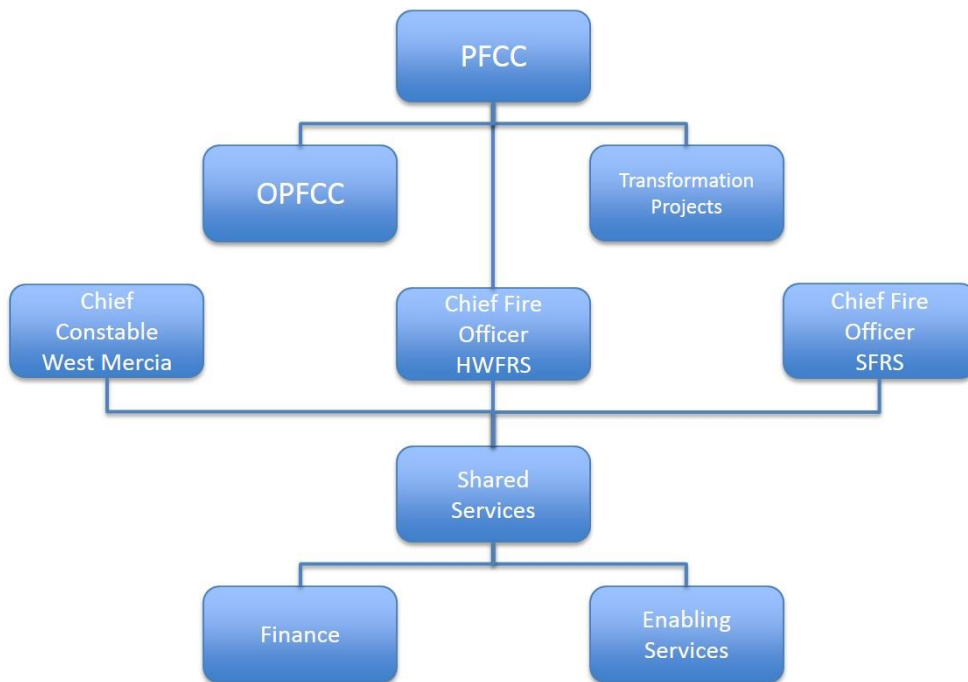 PFCC
OPFCC
Transformation
Projects
Chief
Constable
West Mercia
Chief Fire
Officer
HWFRS
Chief Fire
Officer
SFRS
Shared
Services
Finance
Enabling
Services